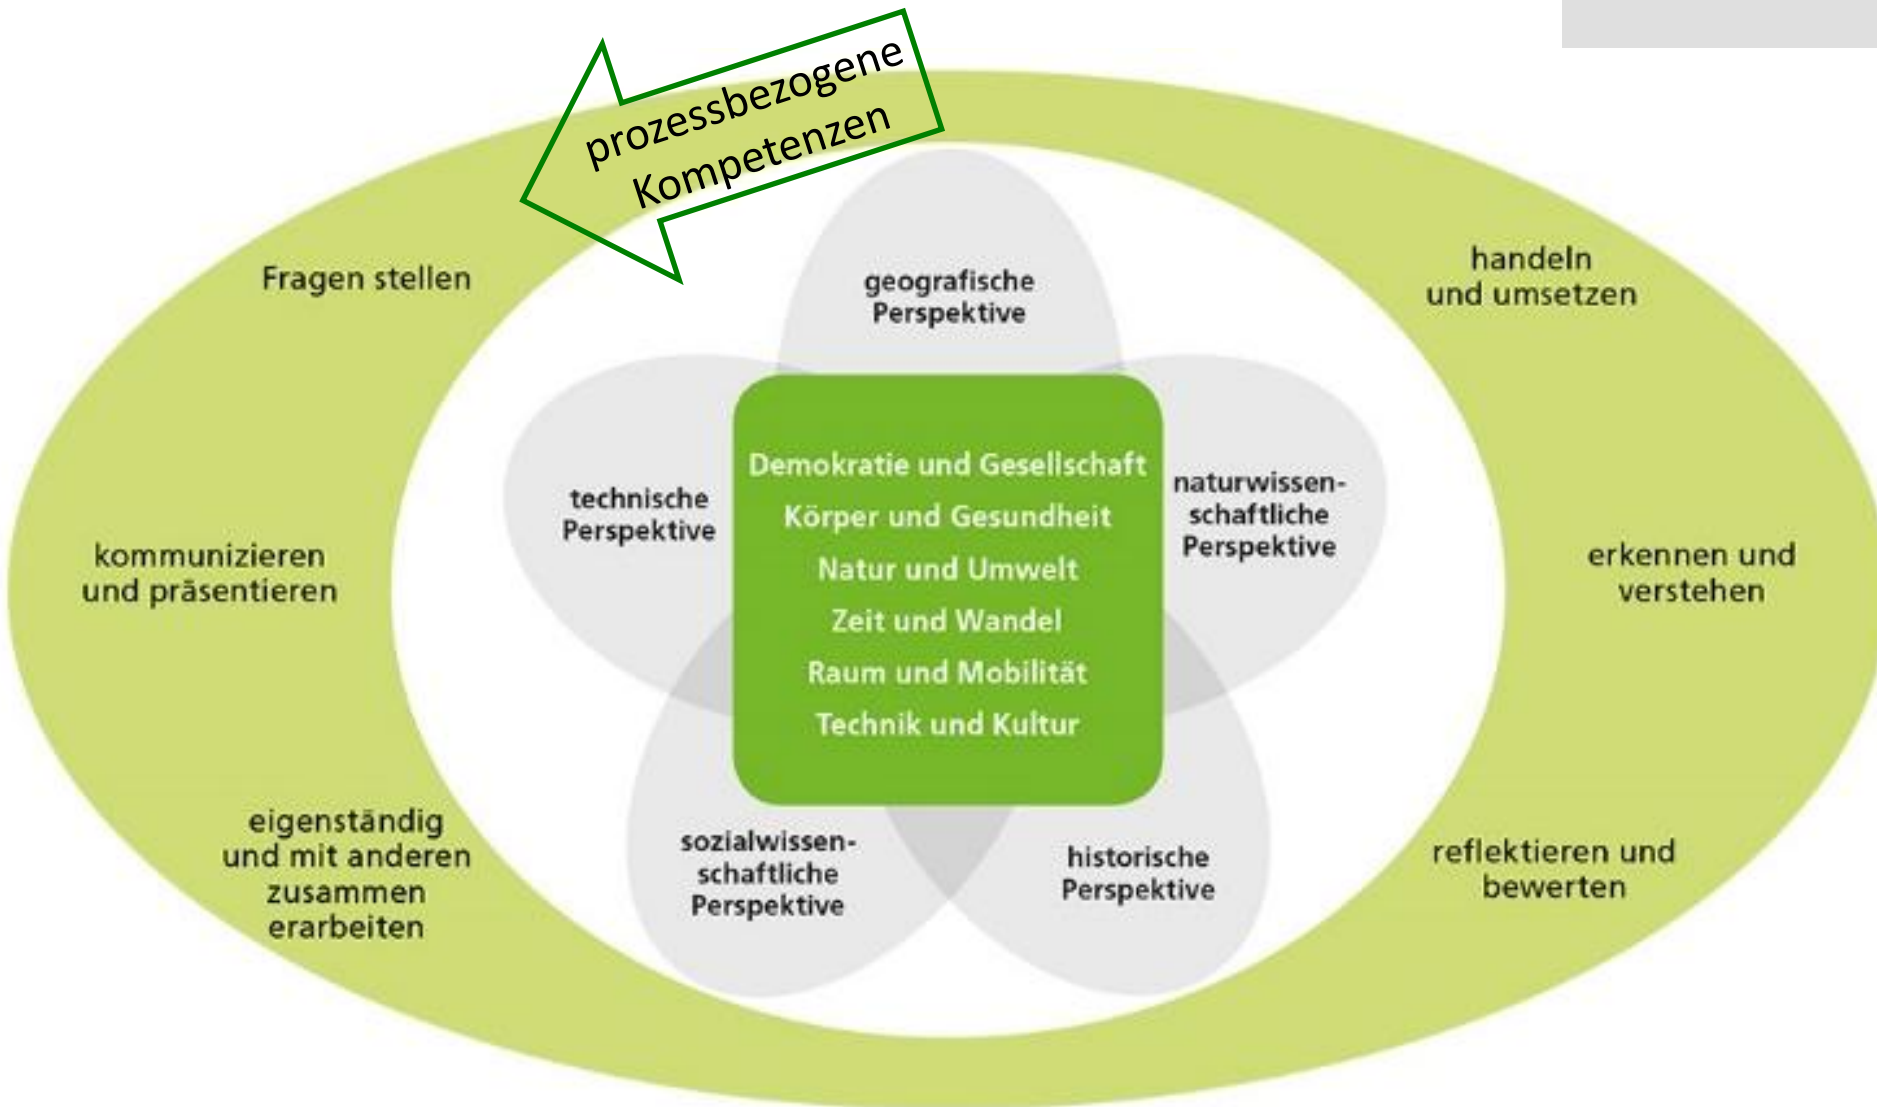 prozessbezogene
Kompetenzen
Fragen stellen
handeln
und umsetzen
geografische
Perspektive
technische
Perspektive
naturwissen-
schaftliche
Perspektive
Demokratie und Gesellschaft
Körper und Gesundheit
Natur und Umwelt
Zeit und Wandel
Raum und Mobilität
Technik und Kultur
kommunizieren
und präsentieren
erkennen und
verstehen
eigenständig
und mit anderen
zusammen
erarbeiten
sozialwissen-
schaftliche
Perspektive
historische
Perspektive
reflektieren und
bewerten